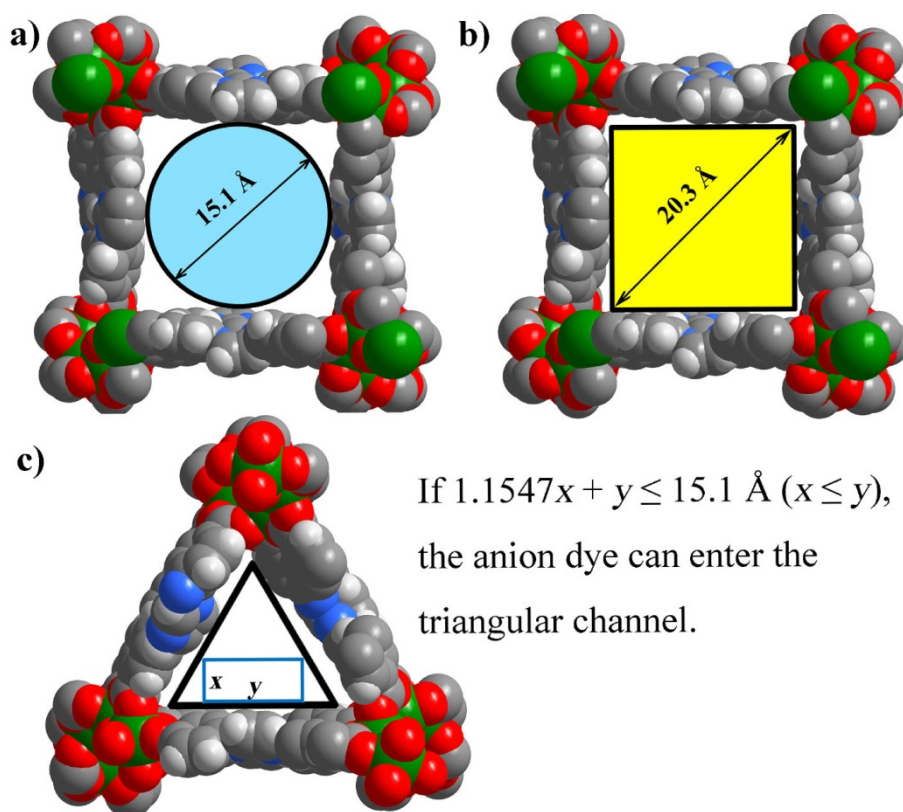 a)
15.1 Å
b)
20.3 Å
c)
x
y
If 1.1547x + y ≤ 15.1 Å (x ≤ y),
the anion dye can enter the
triangular channel.